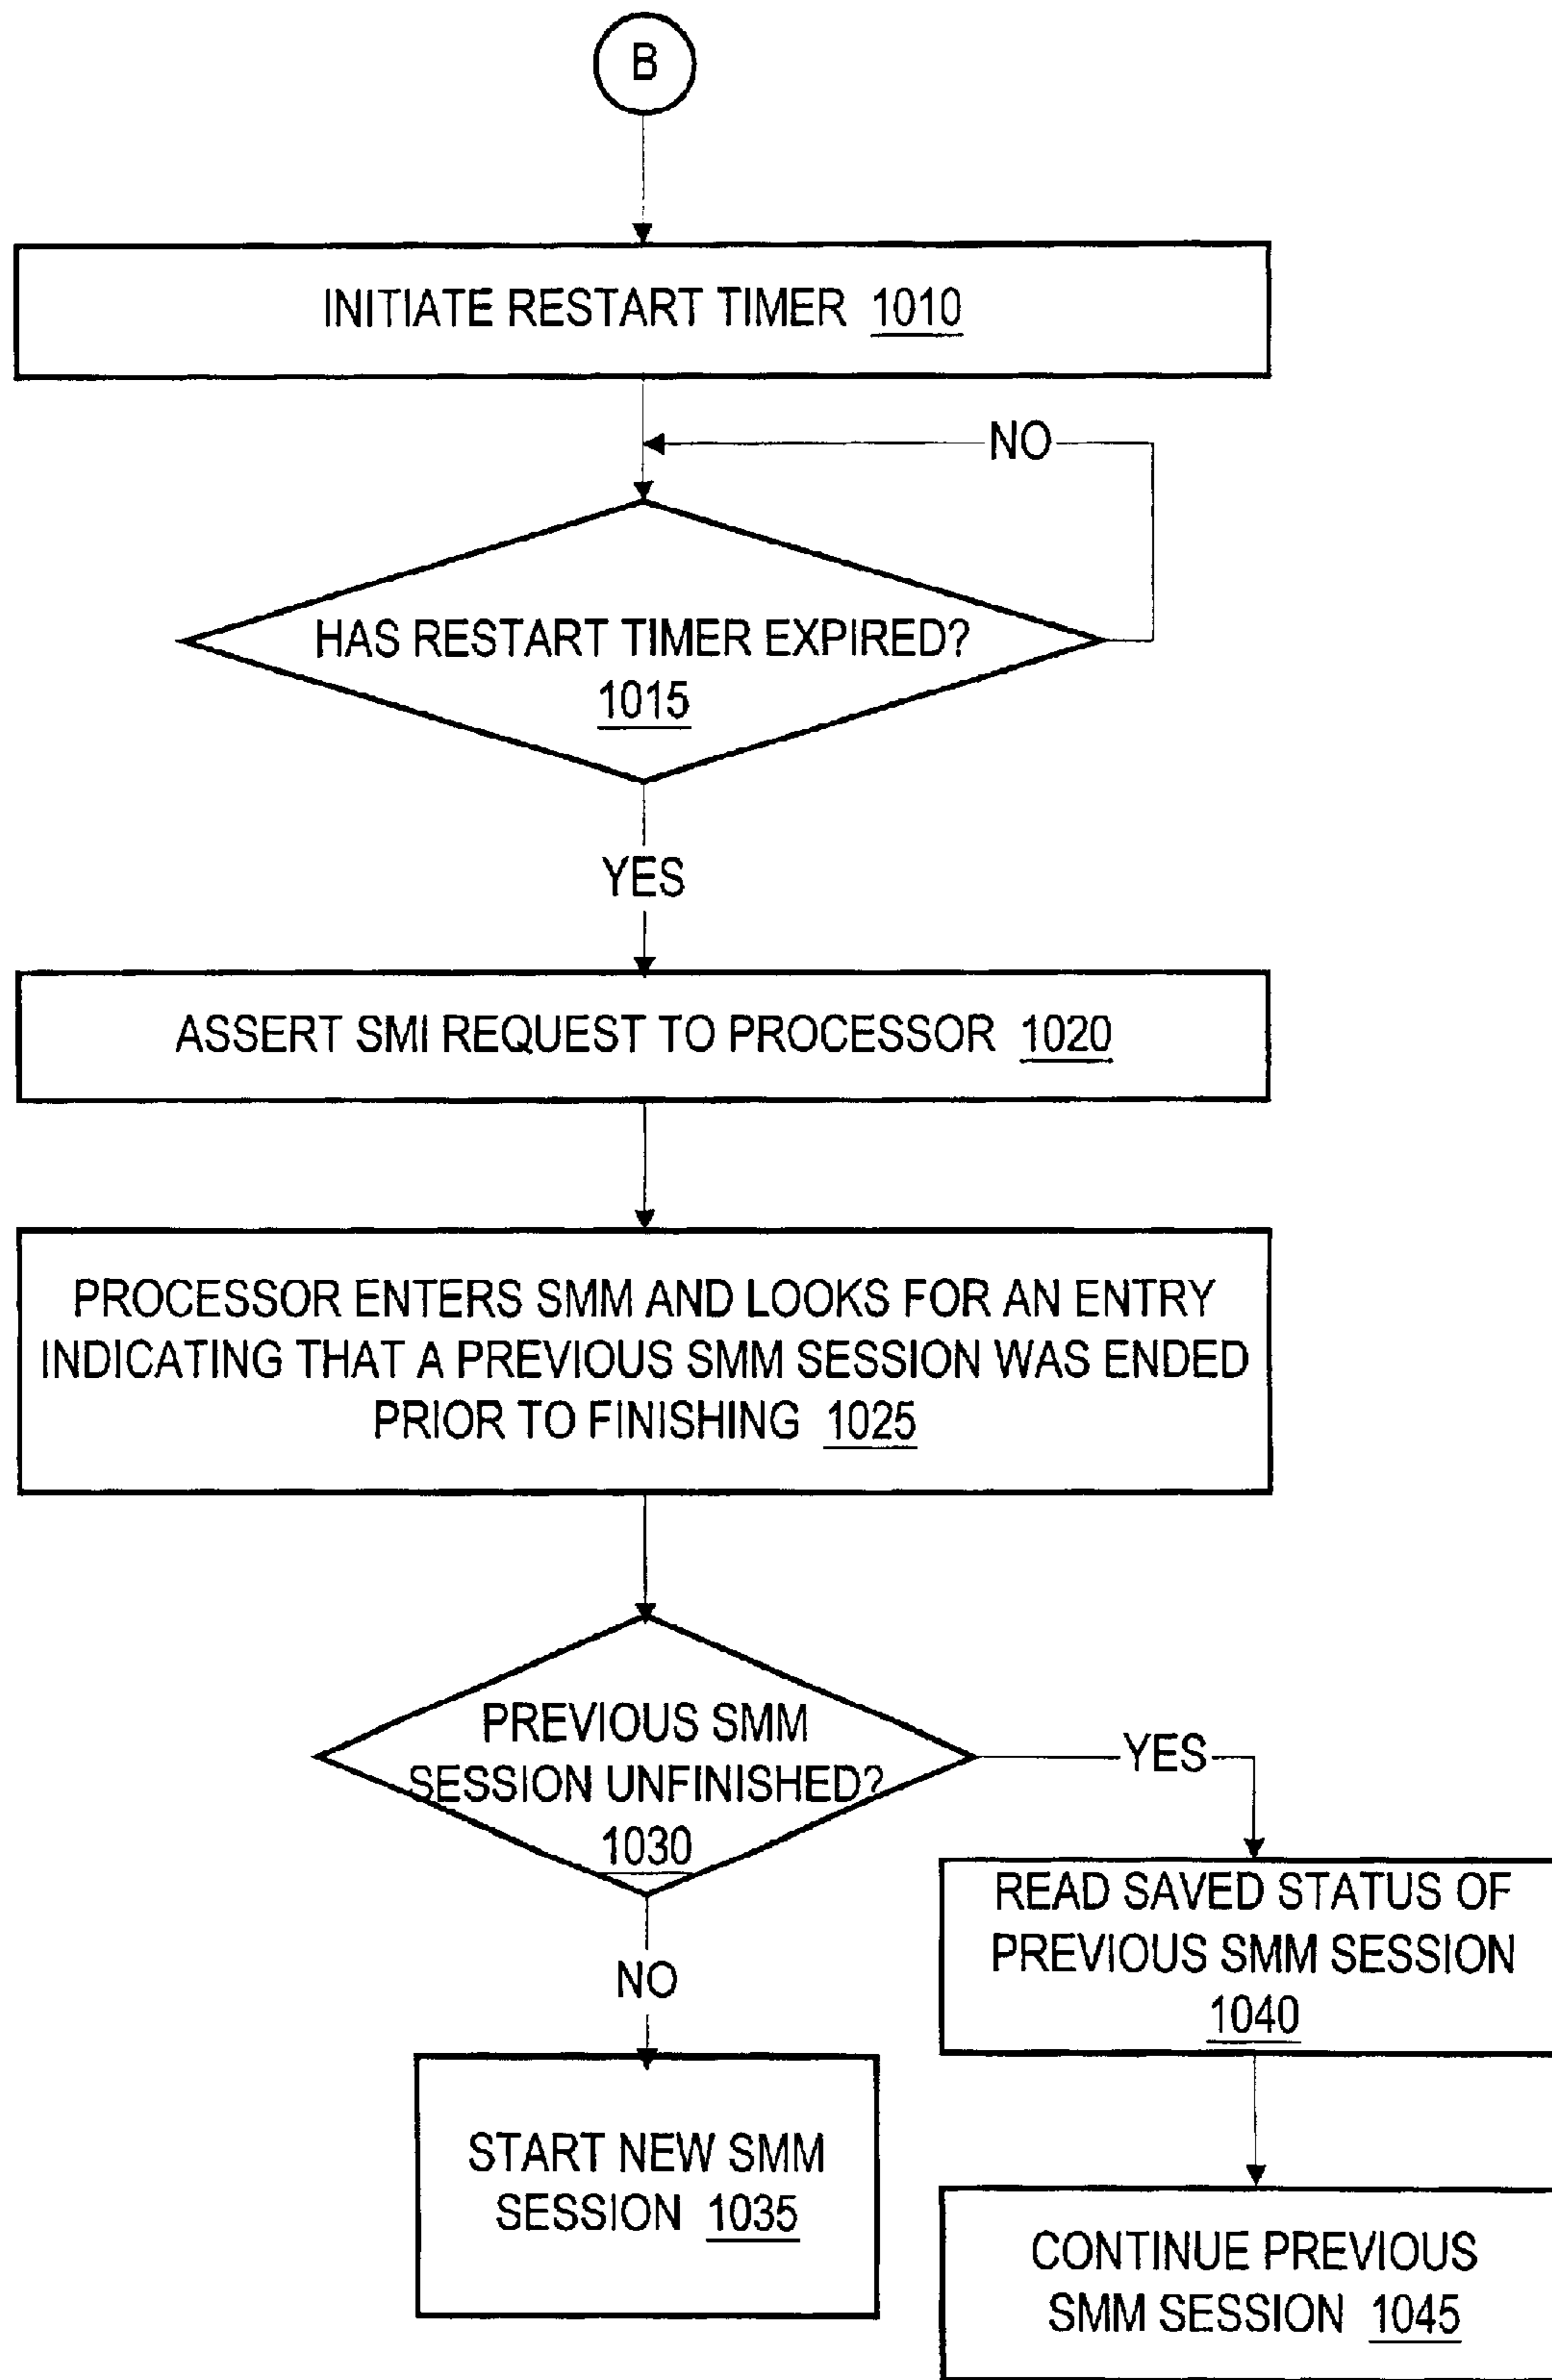 B
INITIATE RESTART TIMER 1010
NO
HAS RESTART TIMER EXPIRED?
1015
YES
ASSERT SMI REQUEST TO PROCESSOR 1020
PROCESSOR ENTERS SMM AND LOOKS FOR AN ENTRY
INDICATING THAT A PREVIOUS SMM SESSION WAS ENDED
PRIOR TO FINISHING 1025
PREVIOUS SMM
SESSION UNFINISHED?
1030
YES
READ SAVED STATUS OF
PREVIOUS SMM SESSION
1040
NO
START NEW SMM
SESSION 1035
CONTINUE PREVIOUS
SMM SESSION 1045